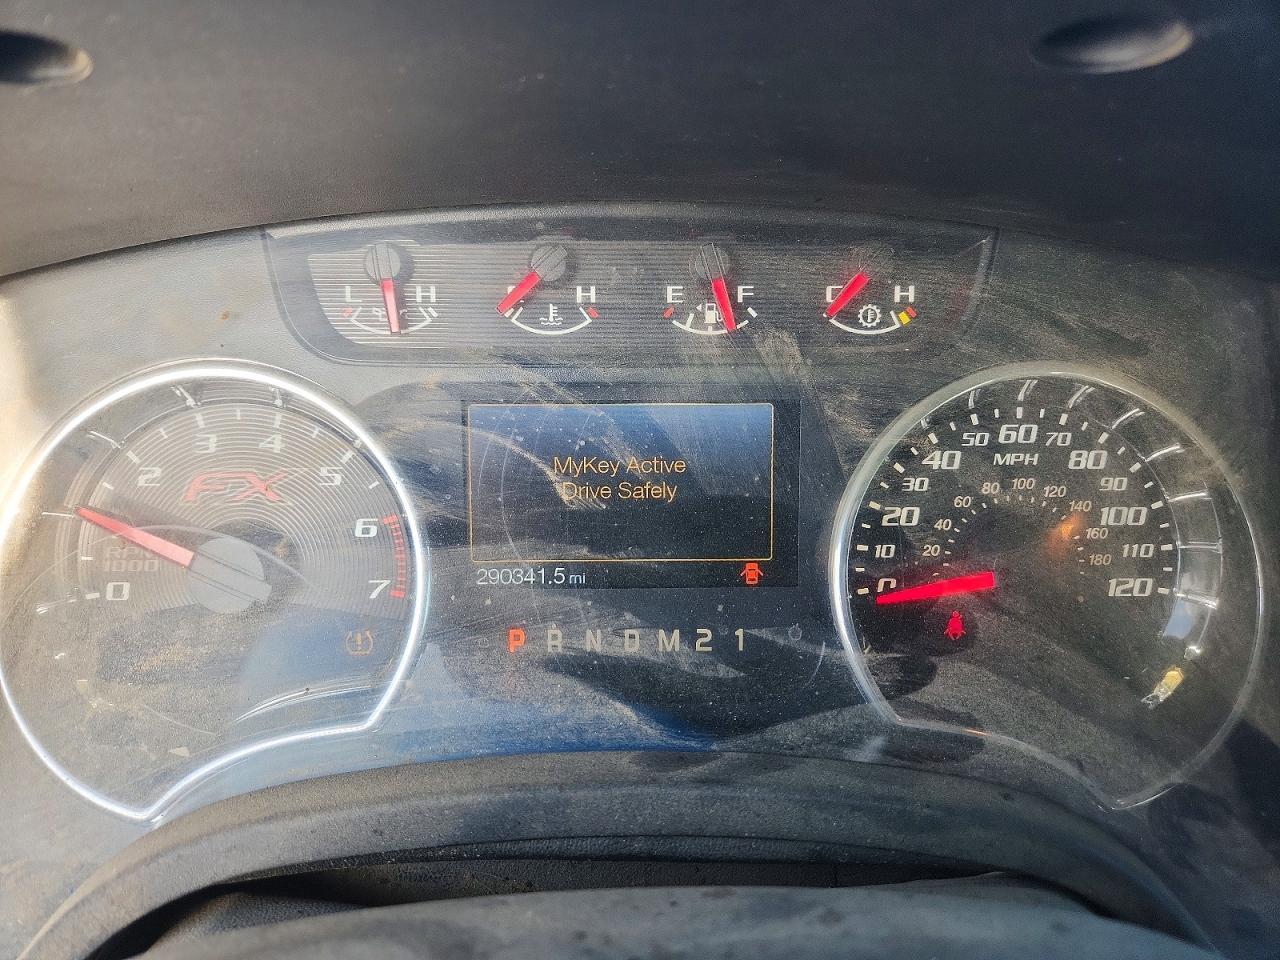 L H
H
E F
C H
0 1000 RPM 2 3 4 5 6 7
FX
MyKey Active
Drive Safely
290341.5 mi
P R N D M 2 1
0 10 20 30 40 50 60 70 80 90 100 110 120
MPH
20 40 60 80 100 120 140 160 180